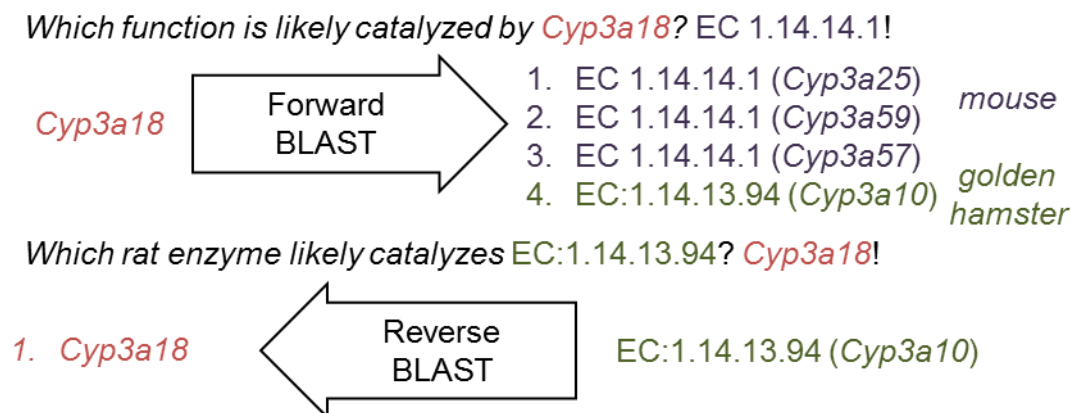 Which function is likely catalyzed by Cyp3a18? EC 1.14.14.1!
Cyp3a18
Forward
BLAST
1. EC 1.14.14.1 (Cyp3a25)
2. EC 1.14.14.1 (Cyp3a59)
3. EC 1.14.14.1 (Cyp3a57)
4. EC:1.14.13.94 (Cyp3a10)
mouse
golden
hamster
Which rat enzyme likely catalyzes EC:1.14.13.94? Cyp3a18!
1. Cyp3a18
Reverse
BLAST
EC:1.14.13.94 (Cyp3a10)